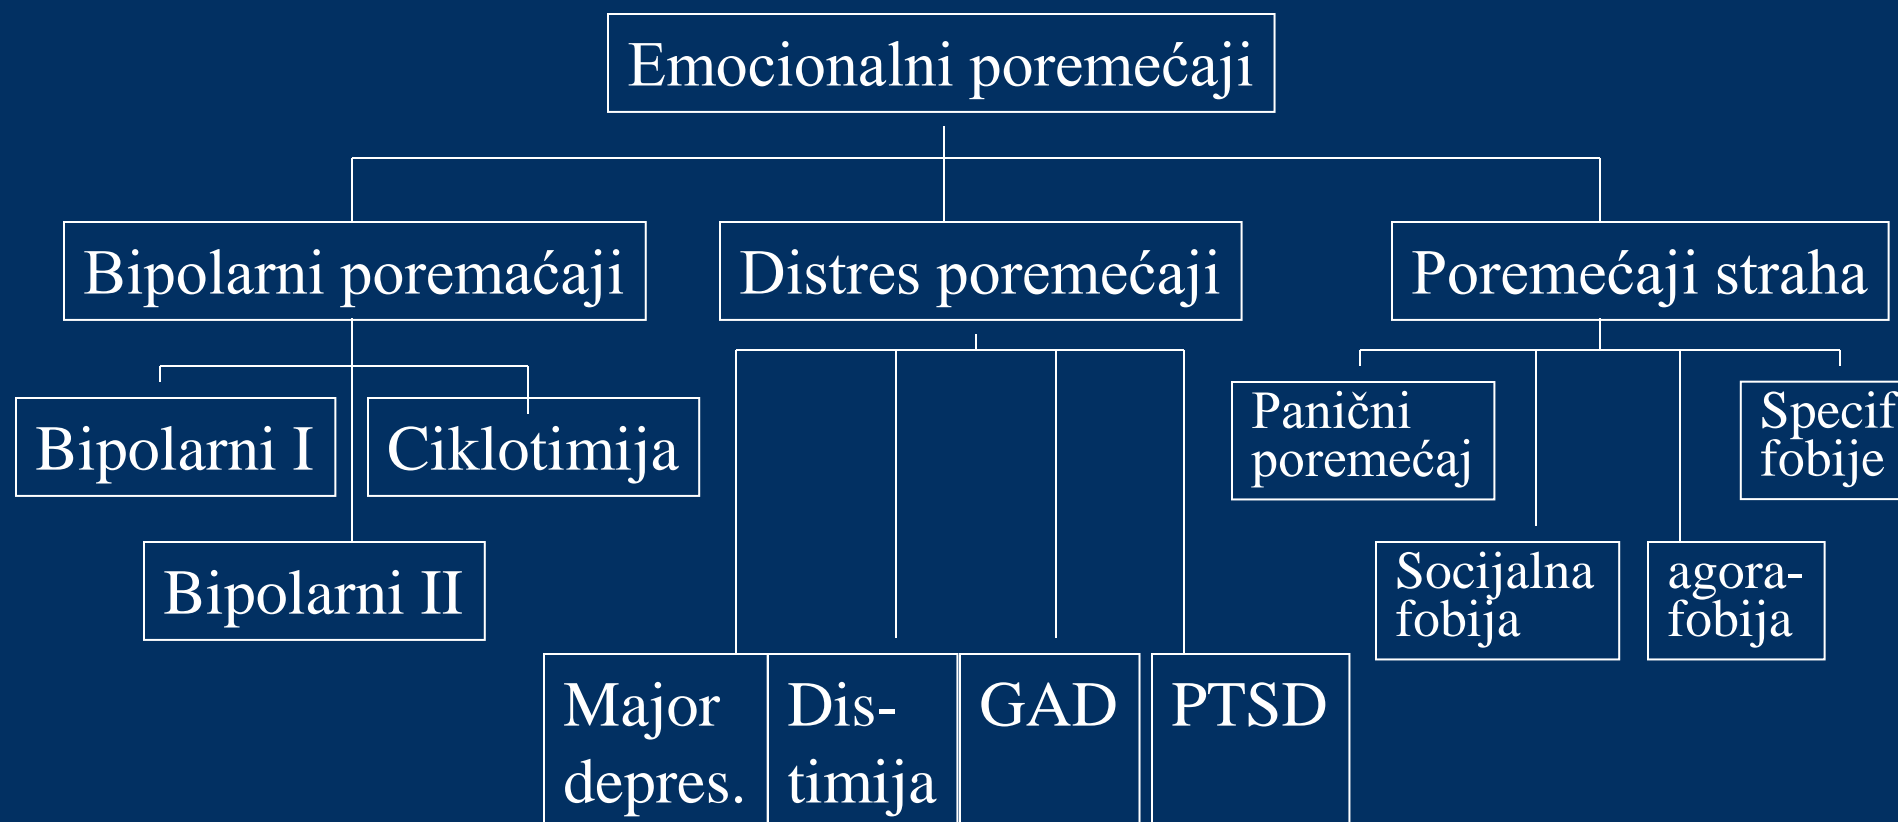 Emocionalni poremećaji
Bipolarni poremaćaji
Distres poremećaji
Poremećaji straha
Bipolarni I
Ciklotimija
Bipolarni II
Major
depres.
Dis-
timija
GAD
PTSD
Panični
poremećaj
Socijalna
fobija
agora-
fobija
Specif
fobije